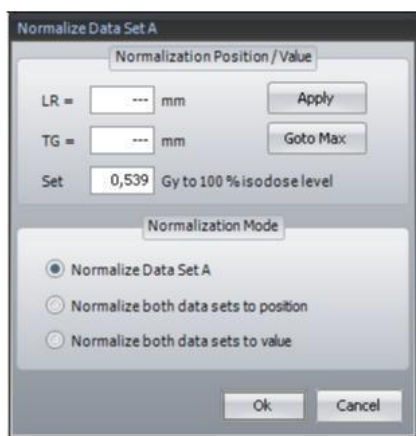 Normalize Data Set A
Normalization Position / Value
LR = --- mm Apply
TG = --- mm Goto Max
Set 0,539 Gy to 100 % isodose level
Normalization Mode
Normalize Data Set A
Normalize both data sets to position
Normalize both data sets to value
Ok Cancel